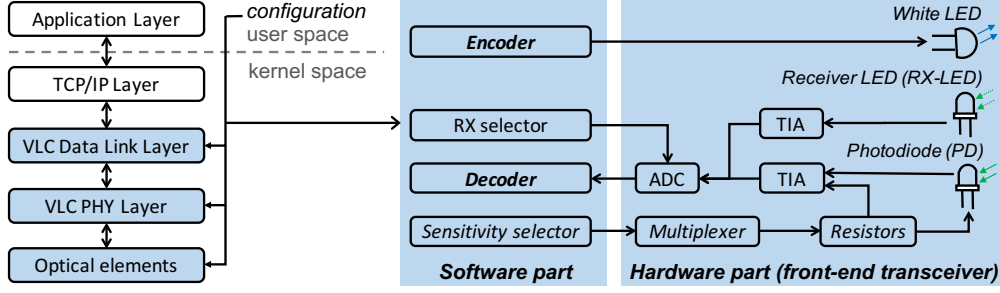 Application Layer
configuration
user space
kernel space
TCP/IP Layer
VLC Data Link Layer
VLC PHY Layer
Optical elements
Encoder
RX selector
Decoder
Sensitivity selector
Software part
White LED
Receiver LED (RX-LED)
TIA
Photodiode (PD)
ADC
TIA
Multiplexer
Resistors
Hardware part (front-end transceiver)